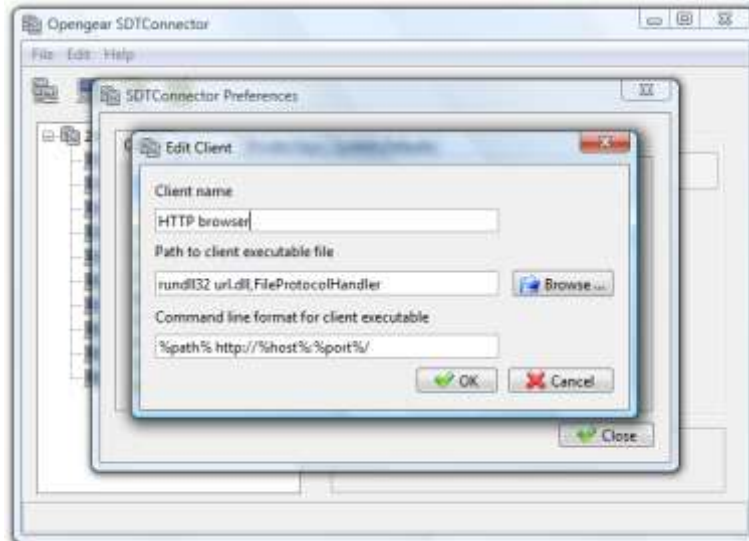 Opengear SDTConnector
File Edit Help
SDTConnector Preferences
Edit Client
Client name
HTTP browser
Path to client executable file
rundll32 url.dll,FileProtocolHandler
Browse ...
Command line format for client executable
%path% http://%host%:%port%/
OK Cancel
Close